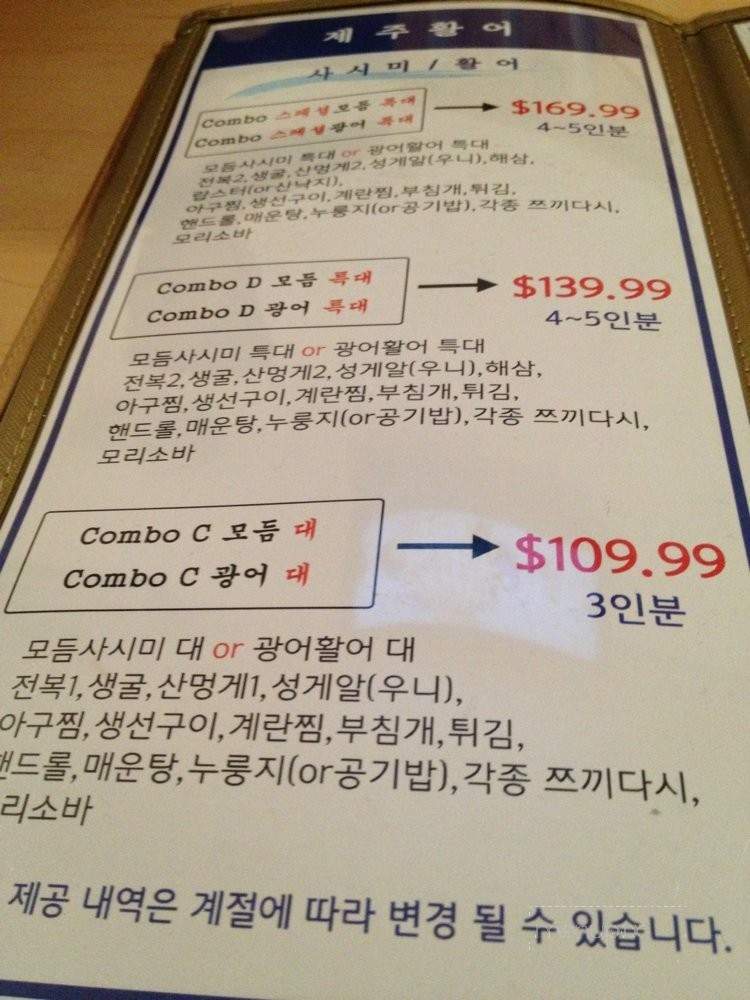 제주활어
사시미 / 활어
Combo 스페셜모듬 특대
Combo 스페셜광어 특대
$169.99
4~5인분
모듬사시미 특대 or 광어활어 특대
전복2,생굴,산멍게2,성게알(우니),해삼,
랍스터(or산낙지),
아구찜,생선구이,계란찜,부침개,튀김,
핸드롤,매운탕,누룽지(or공기밥),각종 쯔끼다시,
모리소바
Combo D 모듬 특대
Combo D 광어 특대
$139.99
4~5인분
모듬사시미 특대 or 광어활어 특대
전복2,생굴,산멍게2,성게알(우니),해삼,
아구찜,생선구이,계란찜,부침개,튀김,
핸드롤,매운탕,누룽지(or공기밥),각종 쯔끼다시,
모리소바
Combo C 모듬 대
Combo C 광어 대
$109.99
3인분
모듬사시미 대 or 광어활어 대
전복1,생굴,산멍게1,성게알(우니),
아구찜,생선구이,계란찜,부침개,튀김,
핸드롤,매운탕,누룽지(or공기밥),각종 쯔끼다시,
리소바
제공 내역은 계절에 따라 변경 될 수 있습니다.